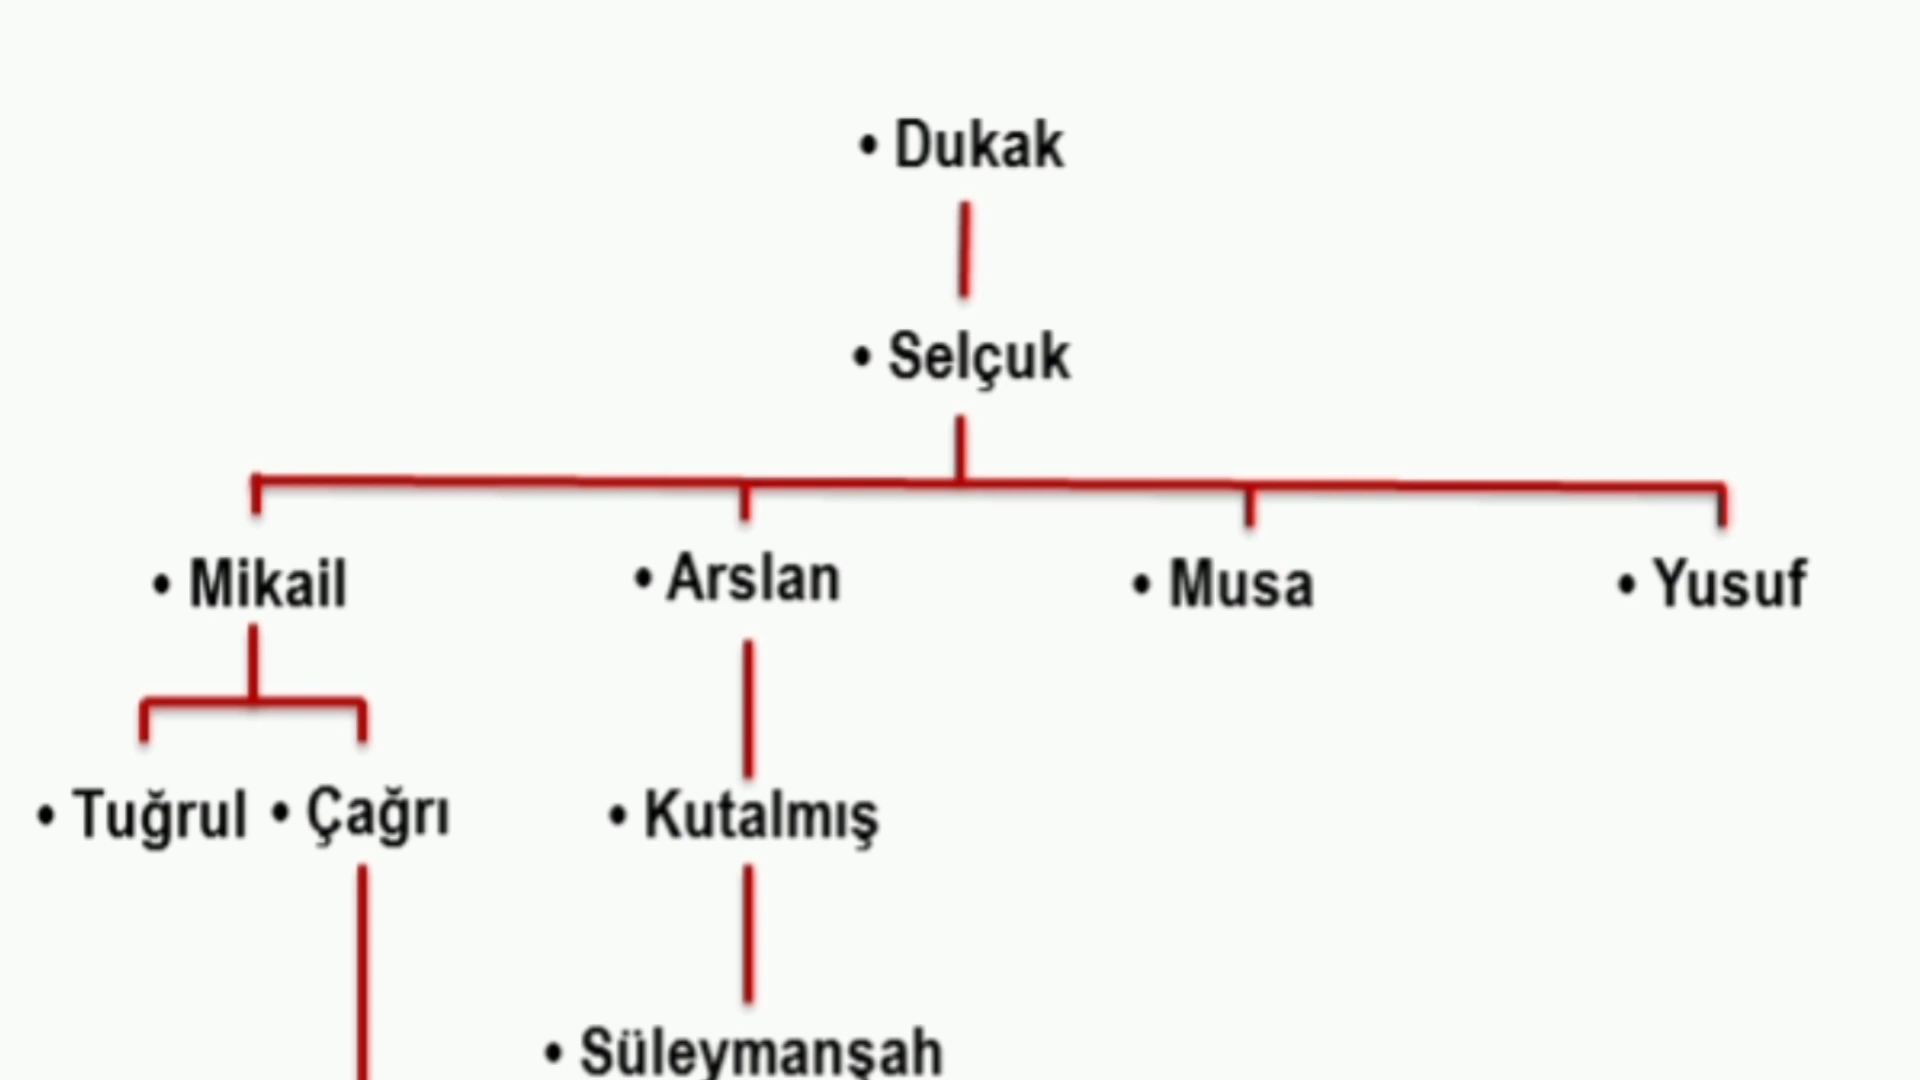 • Dukak
• Selçuk
• Mikail • Arslan • Musa • Yusuf
• Tuğrul • Çağrı • Kutalmış
• Süleymanşah